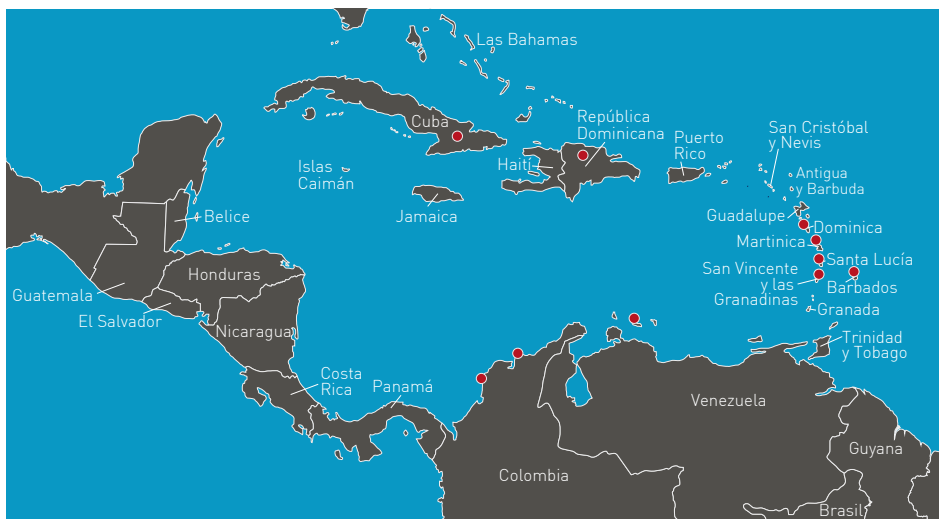 Las Bahamas
Cuba
República
Dominicana
Puerto
Rico
San Cristóbal
y Nevis
Haití
Islas
Caimán
Antigua
y Barbuda
Jamaica
Belice
Guadalupe
Dominica
Martinica
Santa Lucía
Honduras
San Vincente
y las
Granadinas
Barbados
Guatemala
Granada
El Salvador
Nicaragua
Trinidad
y Tobago
Costa
Rica
Panamá
Venezuela
Guyana
Colombia
Brasil